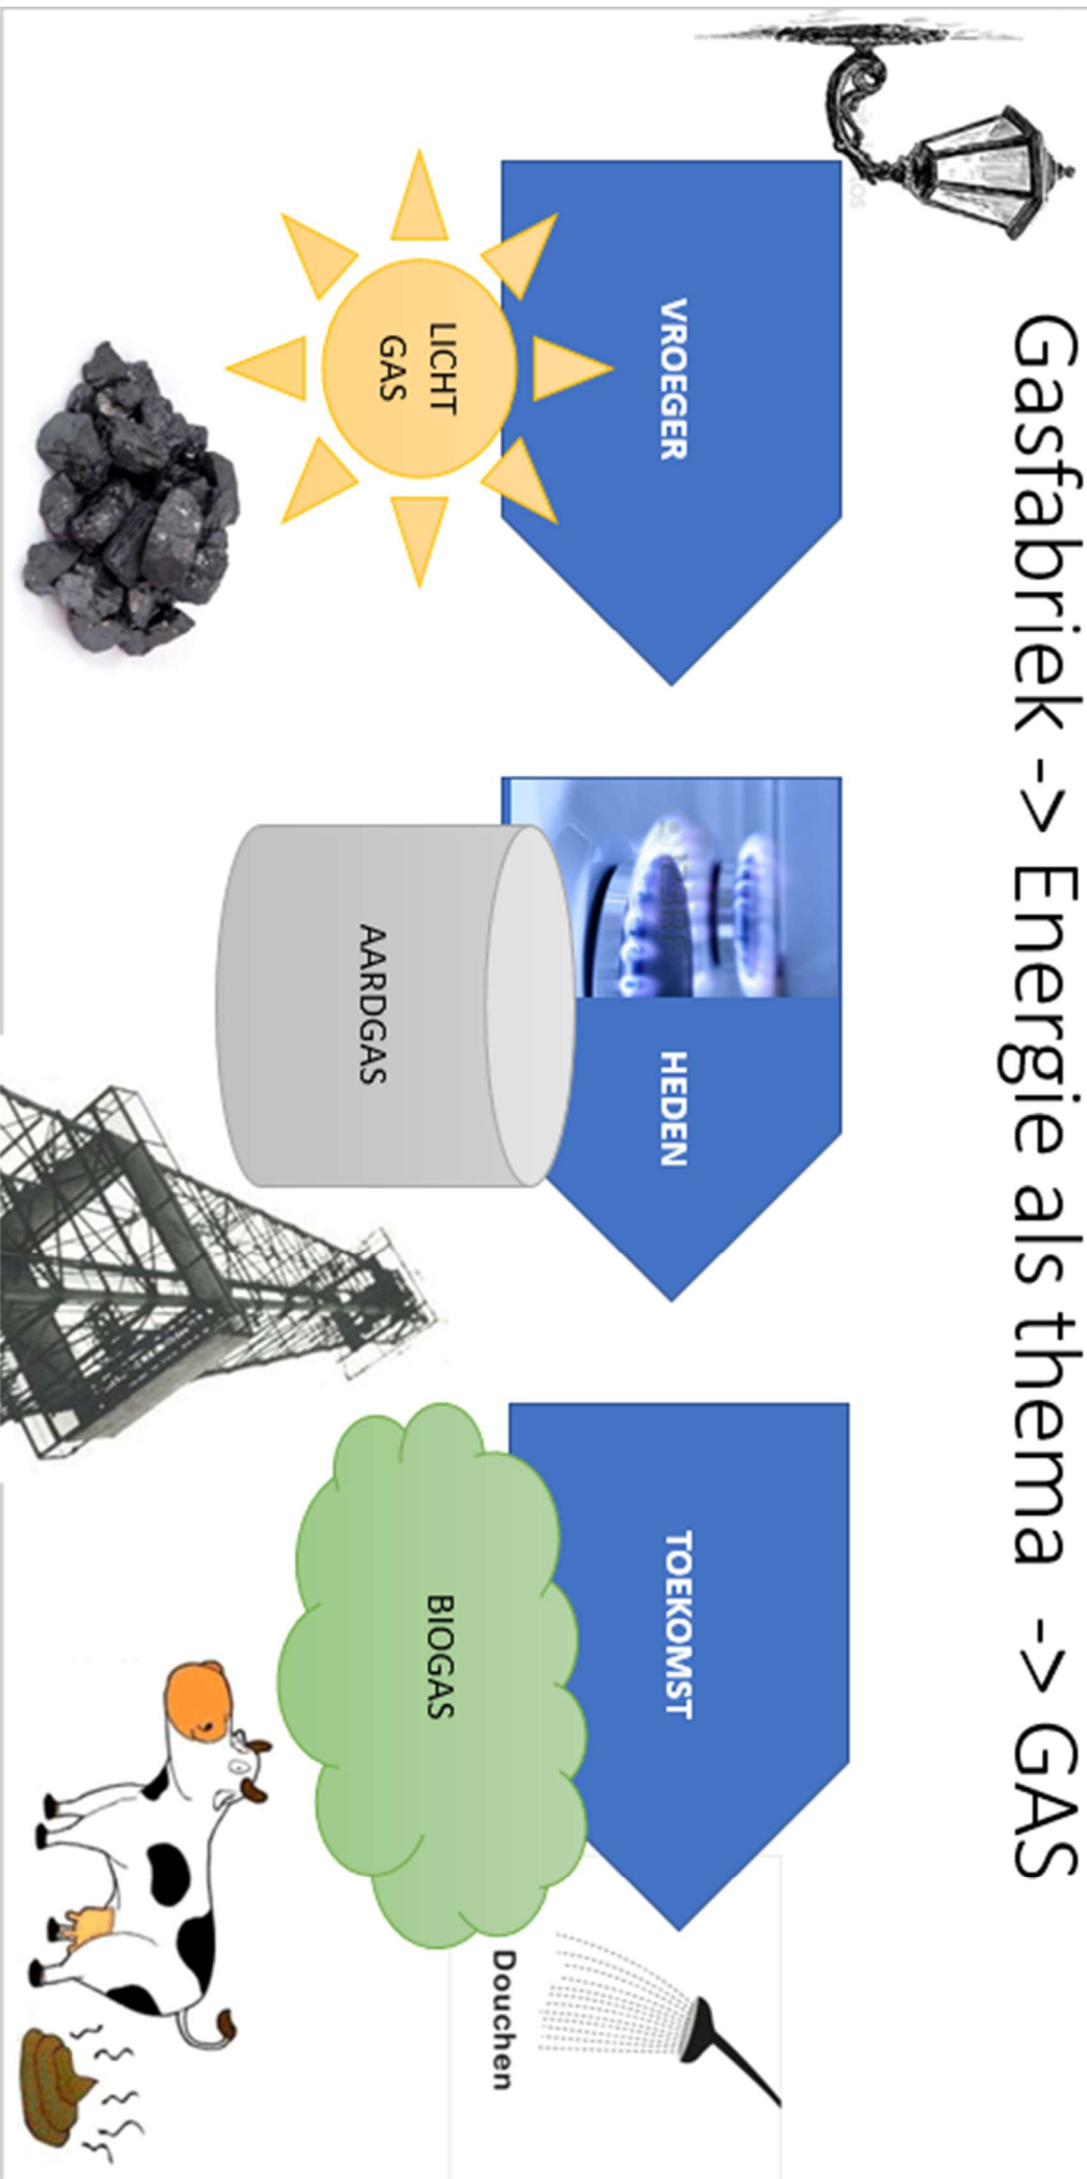 Gasfabriek -> Energie als thema -> GAS
VROEGER
LICHT
GAS
HEDEN
AARDGAS
TOEKOMST
BIOGAS
Douchen